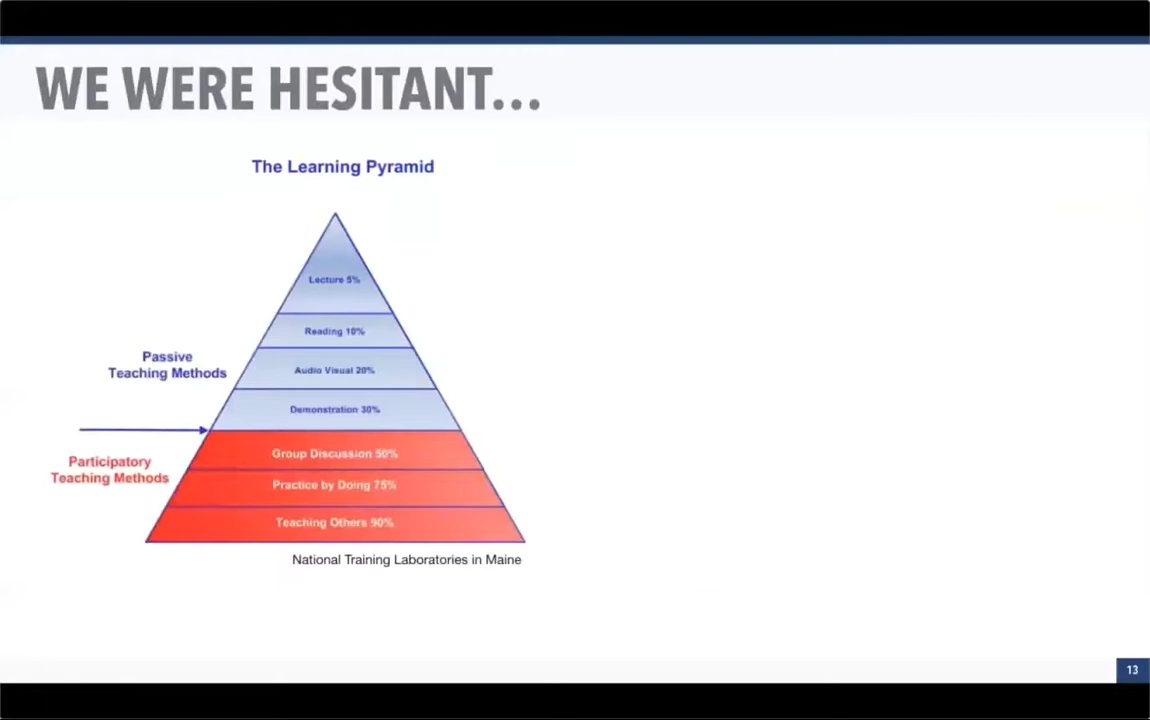 WE WERE HESITANT...
The Learning Pyramid
Lecture 5%
Reading 10%
Audio Visual 20%
Demonstration 30%
Passive
Teaching Methods
Participatory
Teaching Methods
Group Discussion 50%
Practice by Doing 75%
Teaching Others 90%
National Training Laboratories in Maine
13